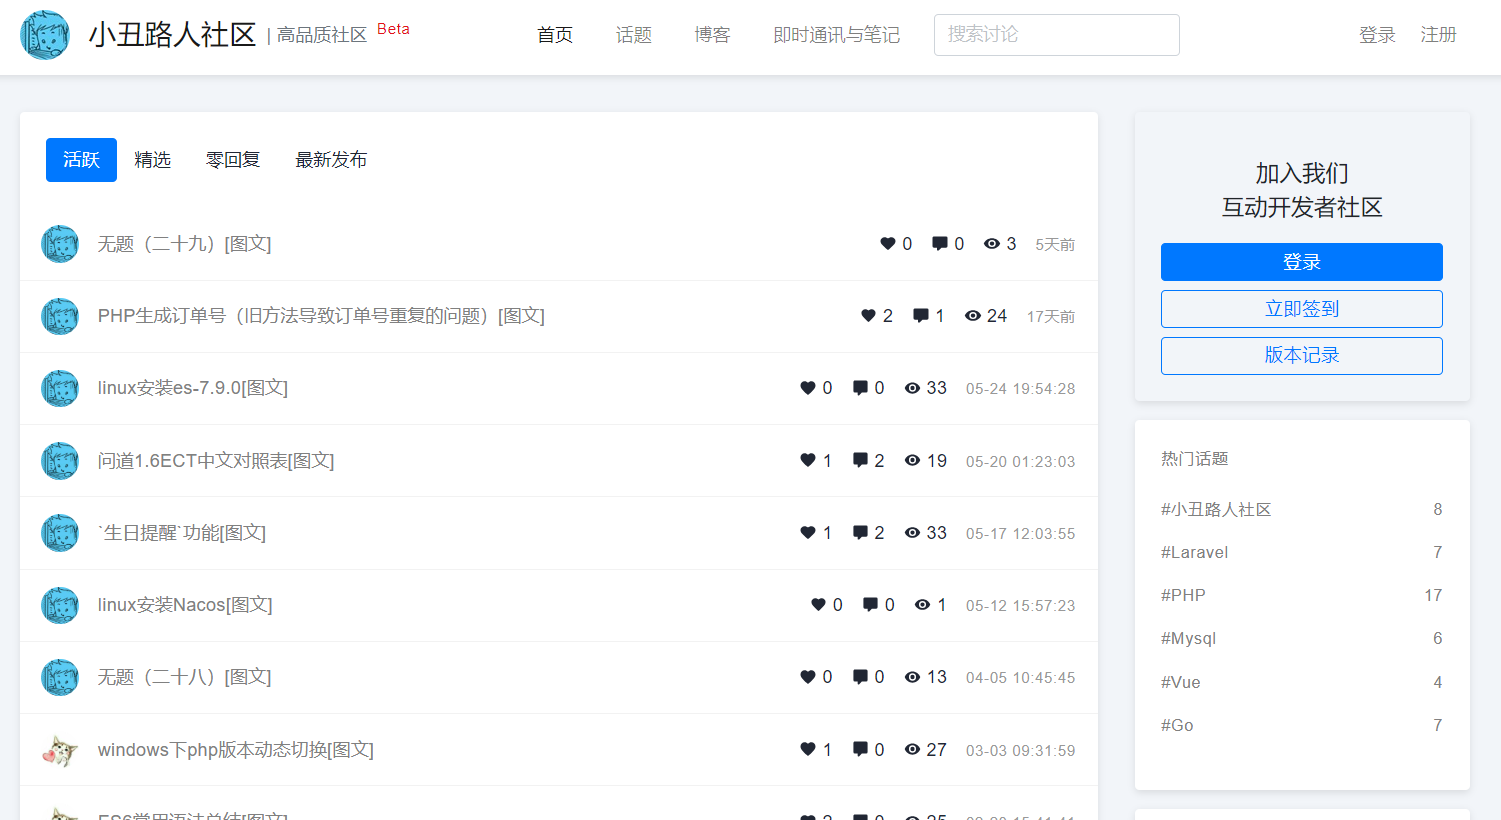 小丑路人社区 | 高品质社区 Beta 首页 话题 博客 即时通讯与笔记 搜索讨论 登录 注册
活跃 精选 零回复 最新发布
无题（二十九）[图文] 0 0 3 5天前
PHP生成订单号（旧方法导致订单号重复的问题）[图文] 2 1 24 17天前
linux安装es-7.9.0[图文] 0 0 33 05-24 19:54:28
问道1.6ECT中文对照表[图文] 1 2 19 05-20 01:23:03
`生日提醒`功能[图文] 1 2 33 05-17 12:03:55
linux安装Nacos[图文] 0 0 1 05-12 15:57:23
无题（二十八）[图文] 0 0 13 04-05 10:45:45
windows下php版本动态切换[图文] 1 0 27 03-03 09:31:59
加入我们
互动开发者社区
登录
立即签到
版本记录
热门话题
#小丑路人社区 8
#Laravel 7
#PHP 17
#Mysql 6
#Vue 4
#Go 7